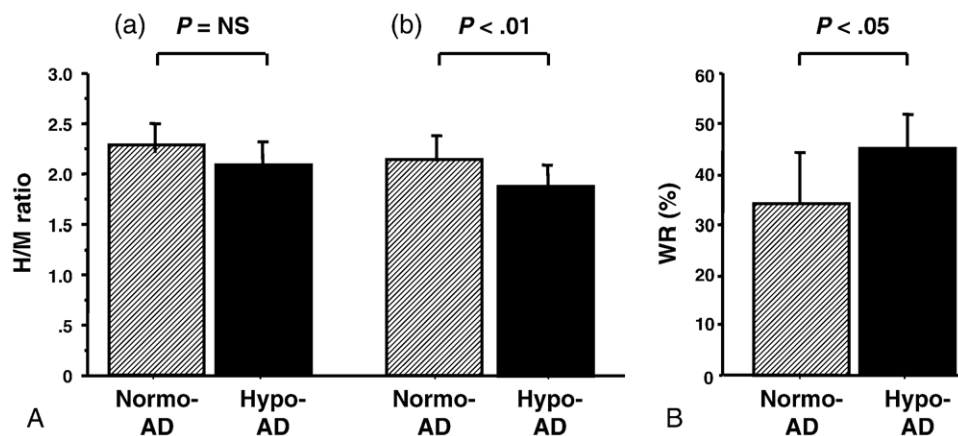 (a) P = NS
(b) P < .01
P < .05
H/M ratio
3.0
2.5
2.0
1.5
1.0
.5
0
Normo-
AD
Hypo-
AD
Normo-
AD
Hypo-
AD
A
WR (%)
60
50
40
30
20
10
0
Normo-
AD
Hypo-
AD
B